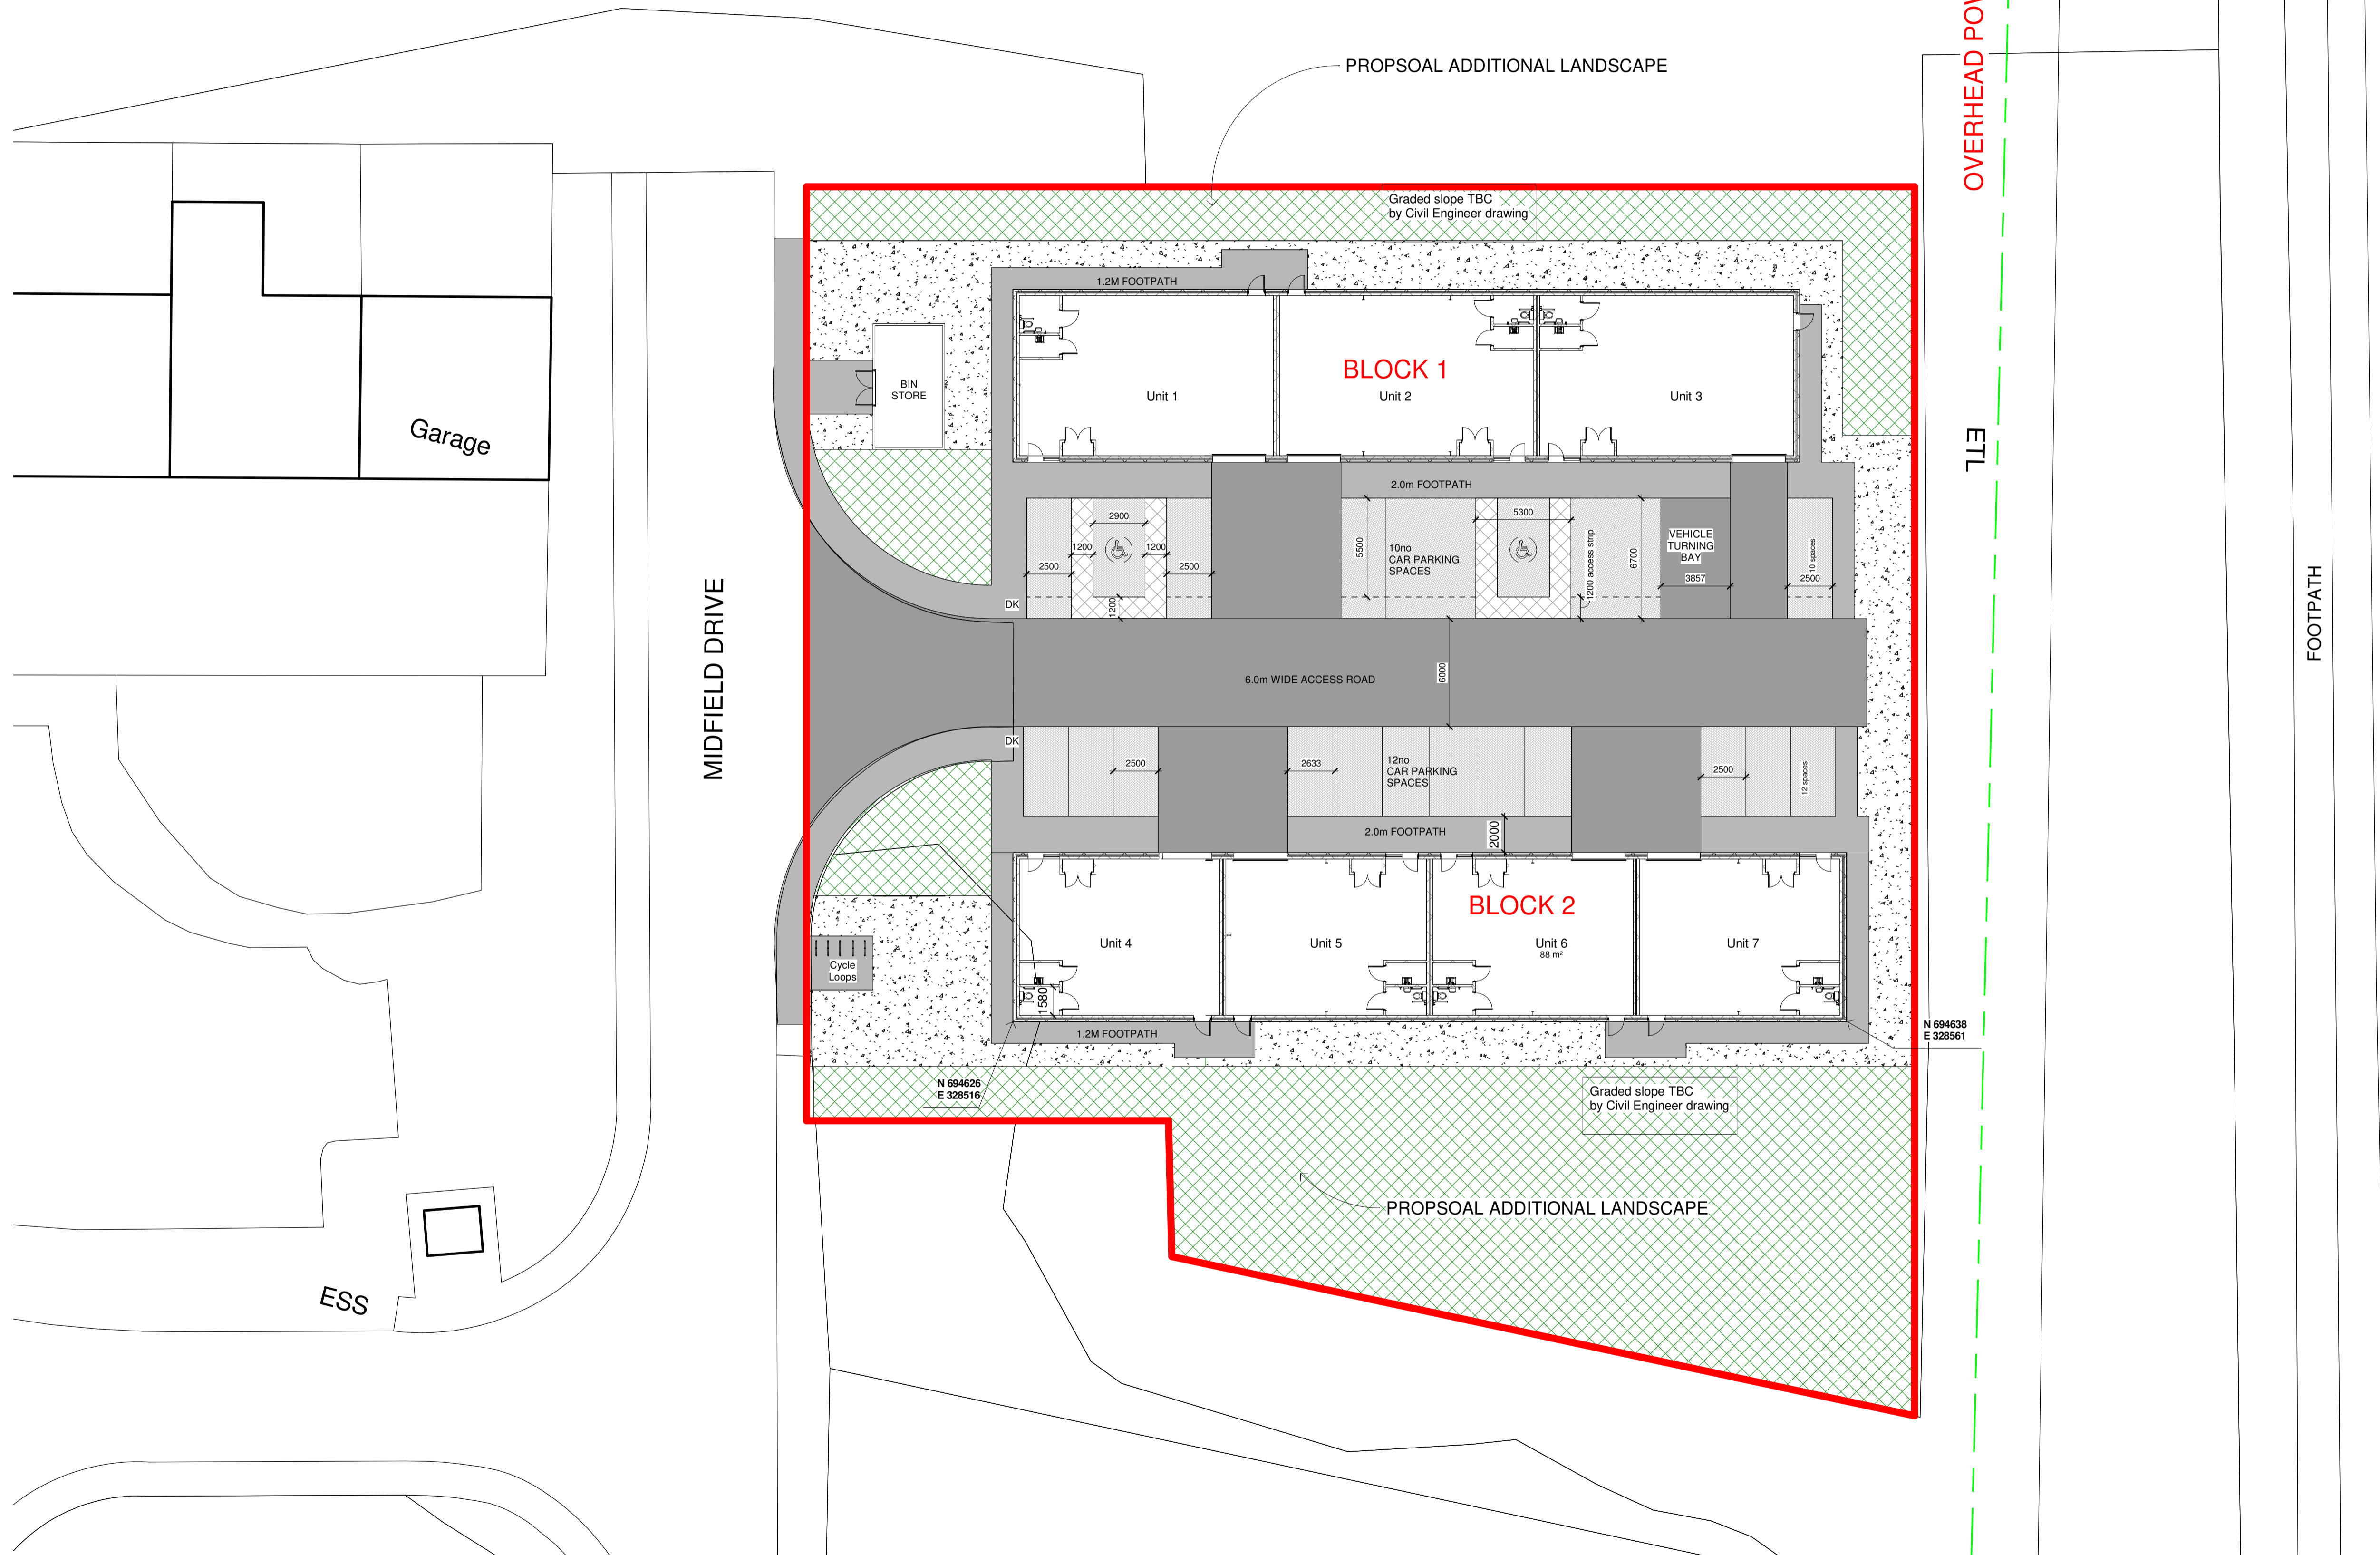 OVERHEAD POW
PROPSOAL ADDITIONAL LANDSCAPE
Graded slope TBC
by Civil Engineer drawing
1.2M FOOTPATH
BIN
STORE
BLOCK 1
Unit 1
Unit 2
Unit 3
Garage
ETL
2.0m FOOTPATH
2900
5300
1200
1200
2500
2500
5500
10no
CAR PARKING
SPACES
1200 access strip
6700
VEHICLE
TURNING
BAY
3857
10 spaces
2500
DK
1200
MIDFIELD DRIVE
FOOTPATH
6.0m WIDE ACCESS ROAD
6000
DK
2500
2633
12no
CAR PARKING
SPACES
2500
12 spaces
2.0m FOOTPATH
2000
BLOCK 2
Unit 4
Unit 5
Unit 6
88 m²
Unit 7
Cycle
Loops
1580
1.2M FOOTPATH
N 694638
E 328561
N 694626
E 328516
Graded slope TBC
by Civil Engineer drawing
PROPSOAL ADDITIONAL LANDSCAPE
ESS